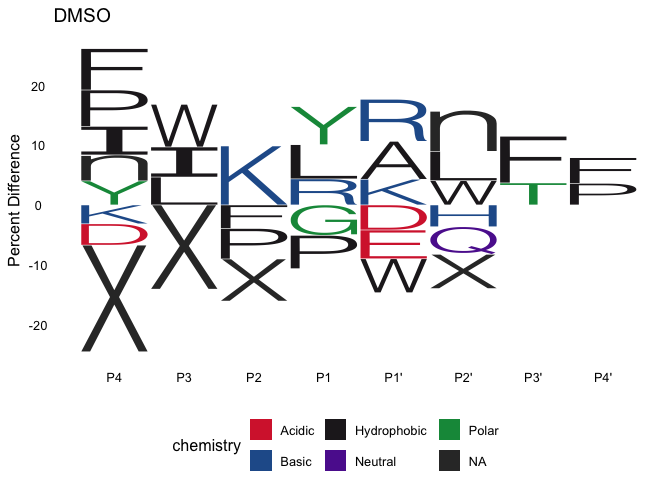 DMSO
Percent Difference
20
10
0
-10
-20
F W Y R n F F
P I K L A L T P
I L R K W
n
Y
K X F G D H
D P P E Q
X X W X
P4 P3 P2 P1 P1' P2' P3' P4'
chemistry
Acidic Hydrophobic Polar
Basic Neutral NA